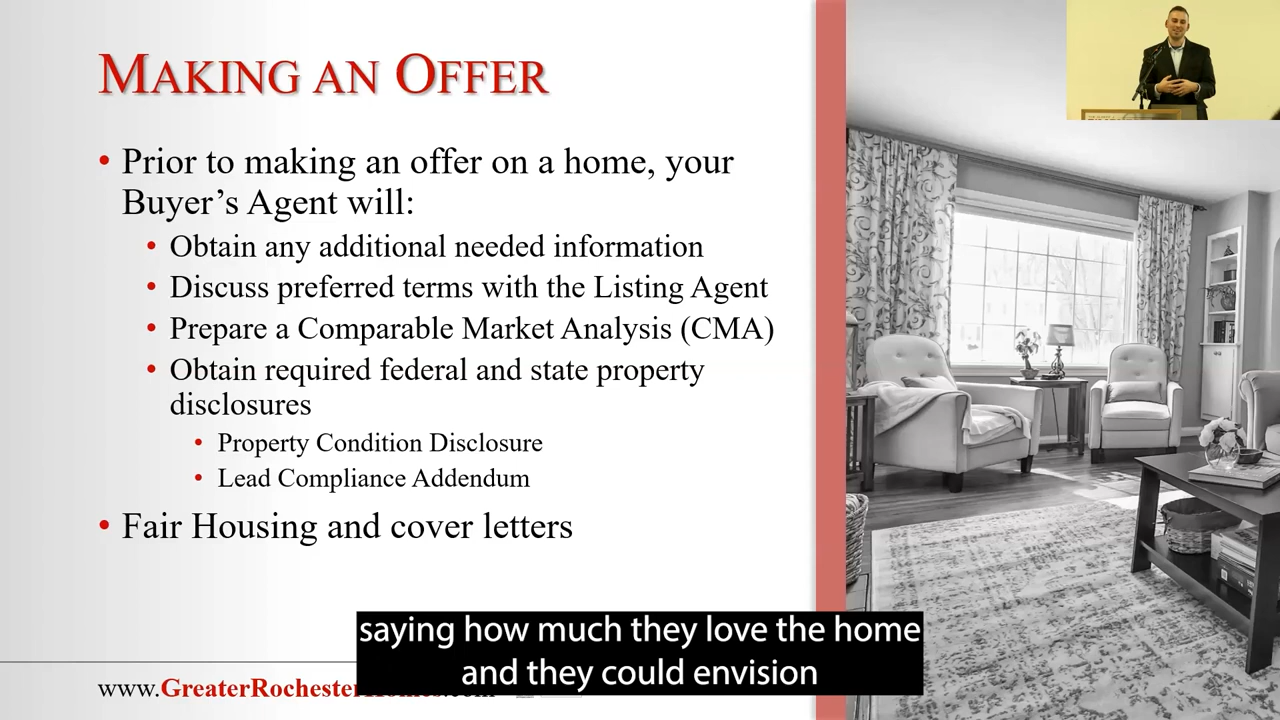 MAKING AN OFFER
• Prior to making an offer on a home, your
Buyer's Agent will:
• Obtain any additional needed information
• Discuss preferred terms with the Listing Agent
• Prepare a Comparable Market Analysis (CMA)
• Obtain required federal and state property
disclosures
• Property Condition Disclosure
• Lead Compliance Addendum
• Fair Housing and cover letters
saying how much they love the home
and they could envision
www.GreaterRochesterHomes.com